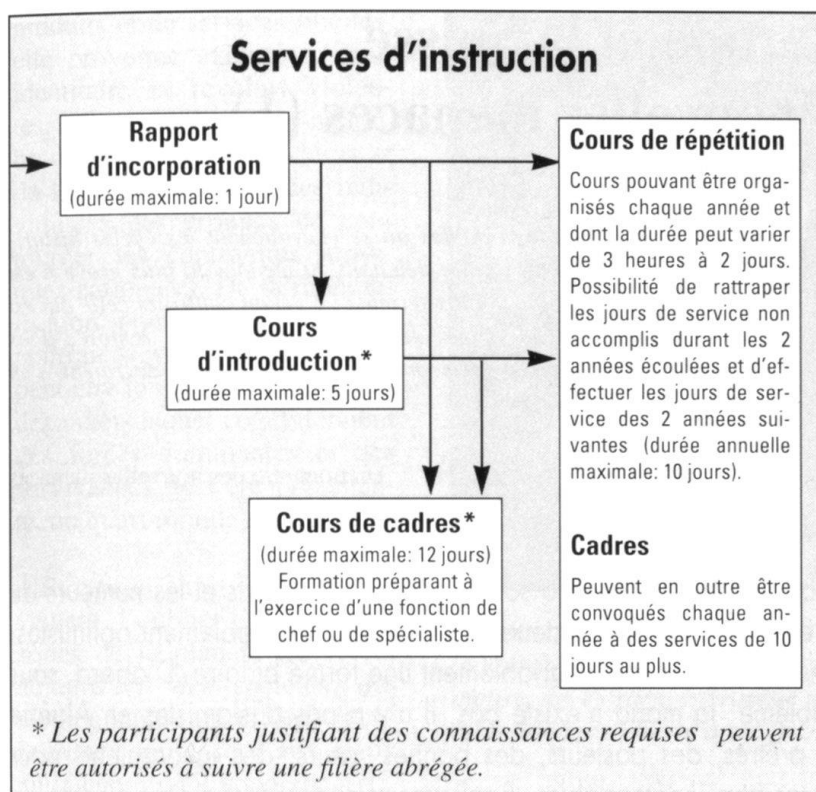 Services d'instruction
Rapport
d'incorporation
(durée maximale: 1 jour)
Cours
d'introduction*
(durée maximale: 5 jours)
Cours de cadres*
(durée maximale: 12 jours)
Formation préparant à
l'exercice d'une fonction de
chef ou de spécialiste.
Cours de répétition
Cours pouvant être orga-
nisés chaque année et
dont la durée peut varier
de 3 heures à 2 jours.
Possibilité de rattraper
les jours de service non
accomplis durant les 2
années écoulées et d'ef-
fectuer les jours de ser-
vice des 2 années sui-
vantes (durée annuelle
maximale: 10 jours).
Cadres
Peuvent en outre être
convoqués chaque an-
née à des services de 10
jours au plus.
* Les participants justifiant des connaissances requises peuvent
être autorisés à suivre une filière abrégée.